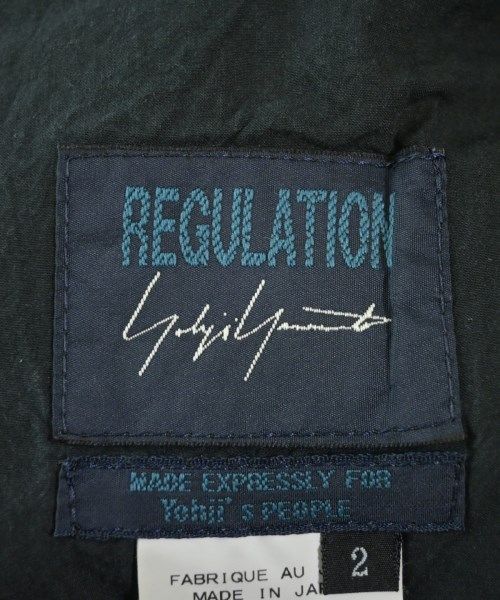 REGULATION
Yohji Yamamoto
MADE EXPRESSLY FOR
Yohji's PEOPLE
2
FABRIQUE AU
MADE IN JA